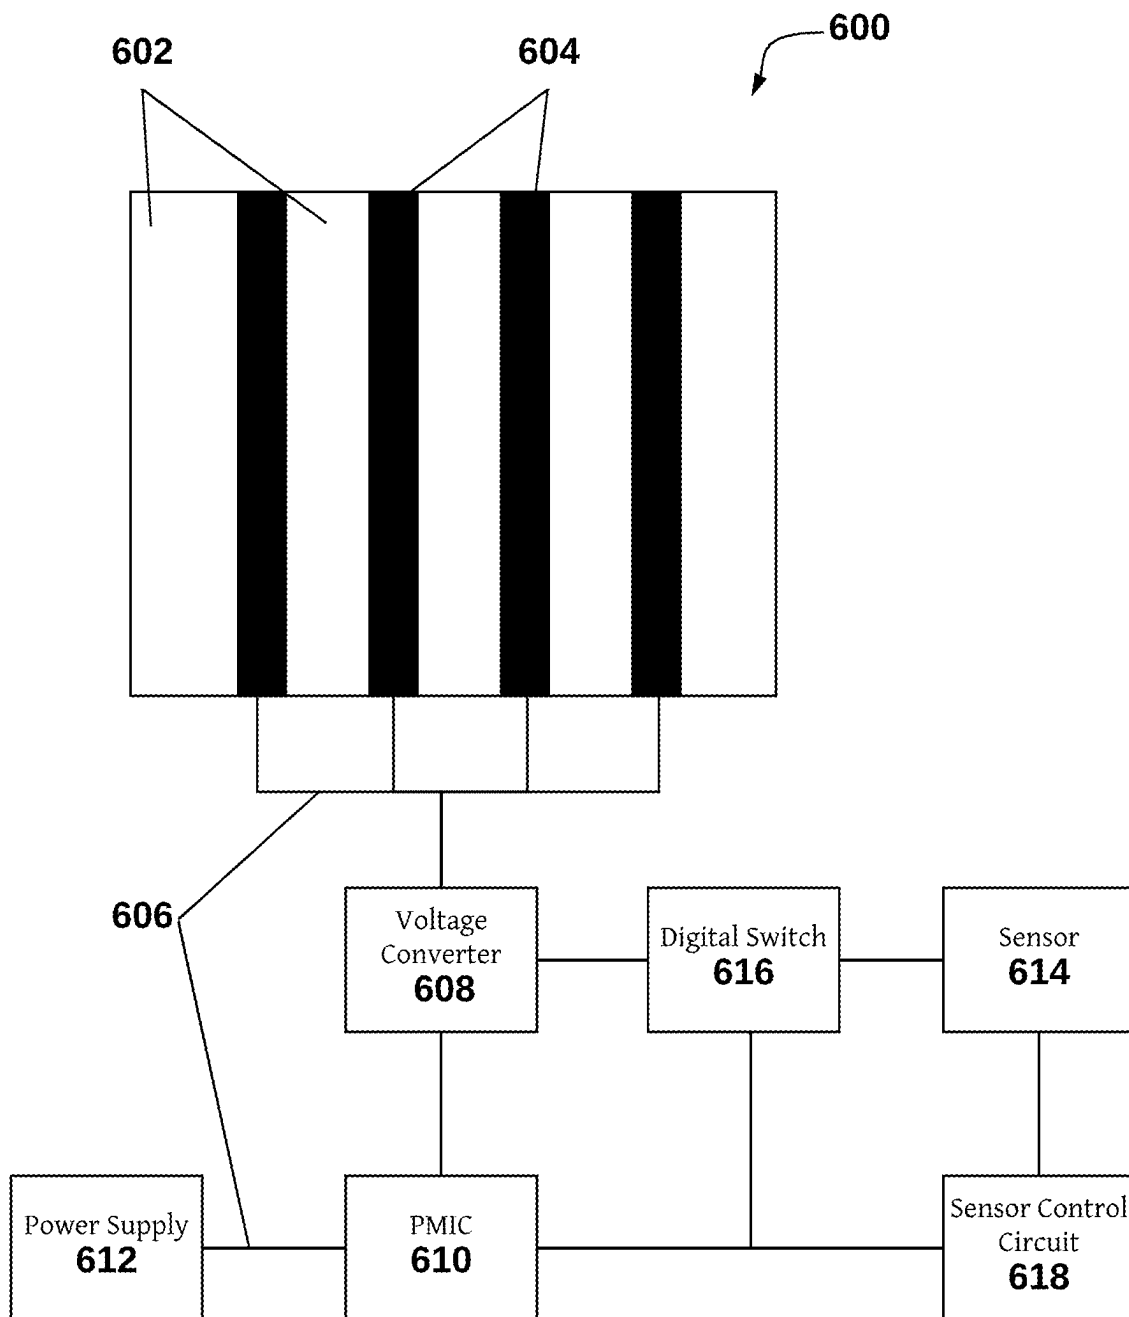 600
602
604
606
Voltage
Converter
608
Digital Switch
616
Sensor
614
Power Supply
612
PMIC
610
Sensor Control
Circuit
618